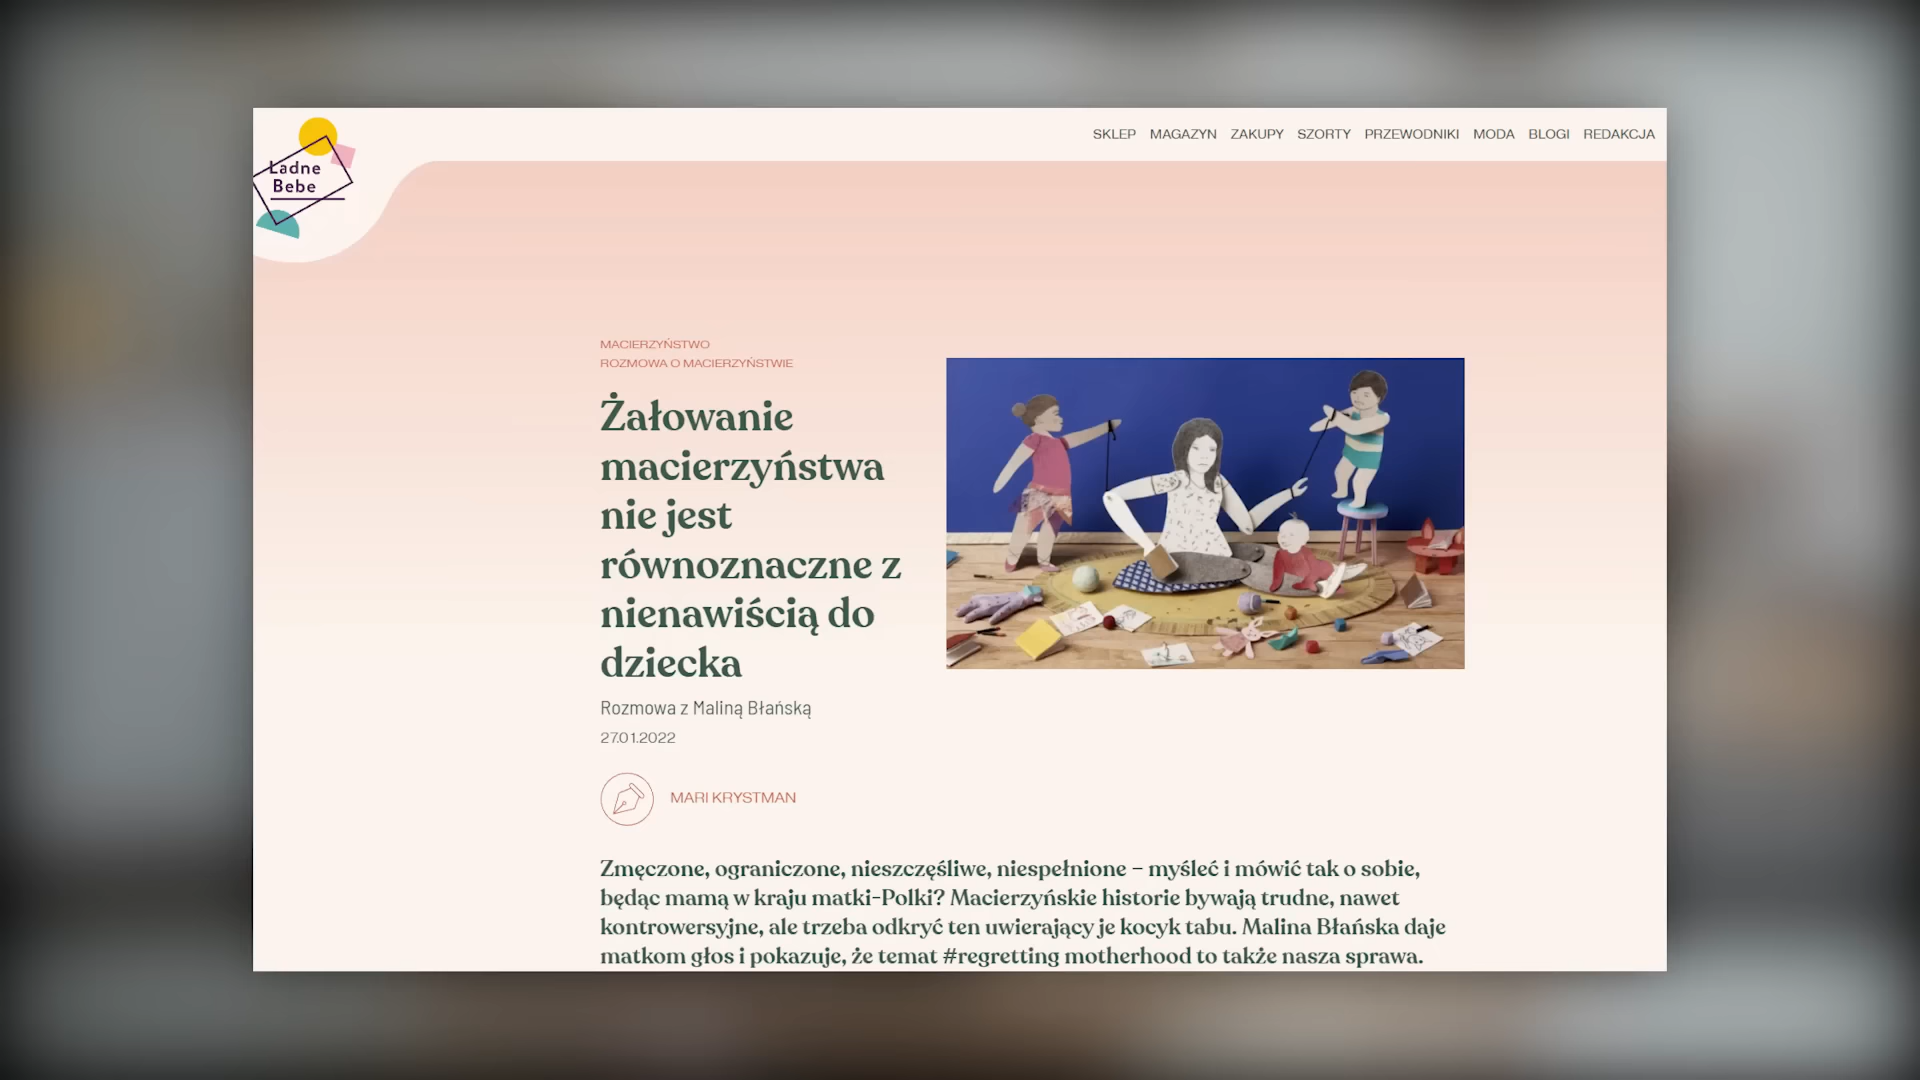 Ładne
Bebe
SKLEP MAGAZYN ZAKUPY SZORTY PRZEWODNIKI MODA BLOGI REDAKCJA
MACIERZYŃSTWO
ROZMOWA O MACIERZYŃSTWIE
Żałowanie
macierzyństwa
nie jest
równoznaczne z
nienawiścią do
dziecka
Rozmowa z Maliną Błańską
27.01.2022
MARI KRYSTMAN
Zmęczone, ograniczone, nieszczęśliwe, niespełnione – myśleć i mówić tak o sobie,
będąc mamą w kraju matki-Polki? Macierzyńskie historie bywają trudne, nawet
kontrowersyjne, ale trzeba odkryć ten uwierający je kocyk tabu. Malina Błańska daje
matkom głos i pokazuje, że temat #regretting motherhood to także nasza sprawa.